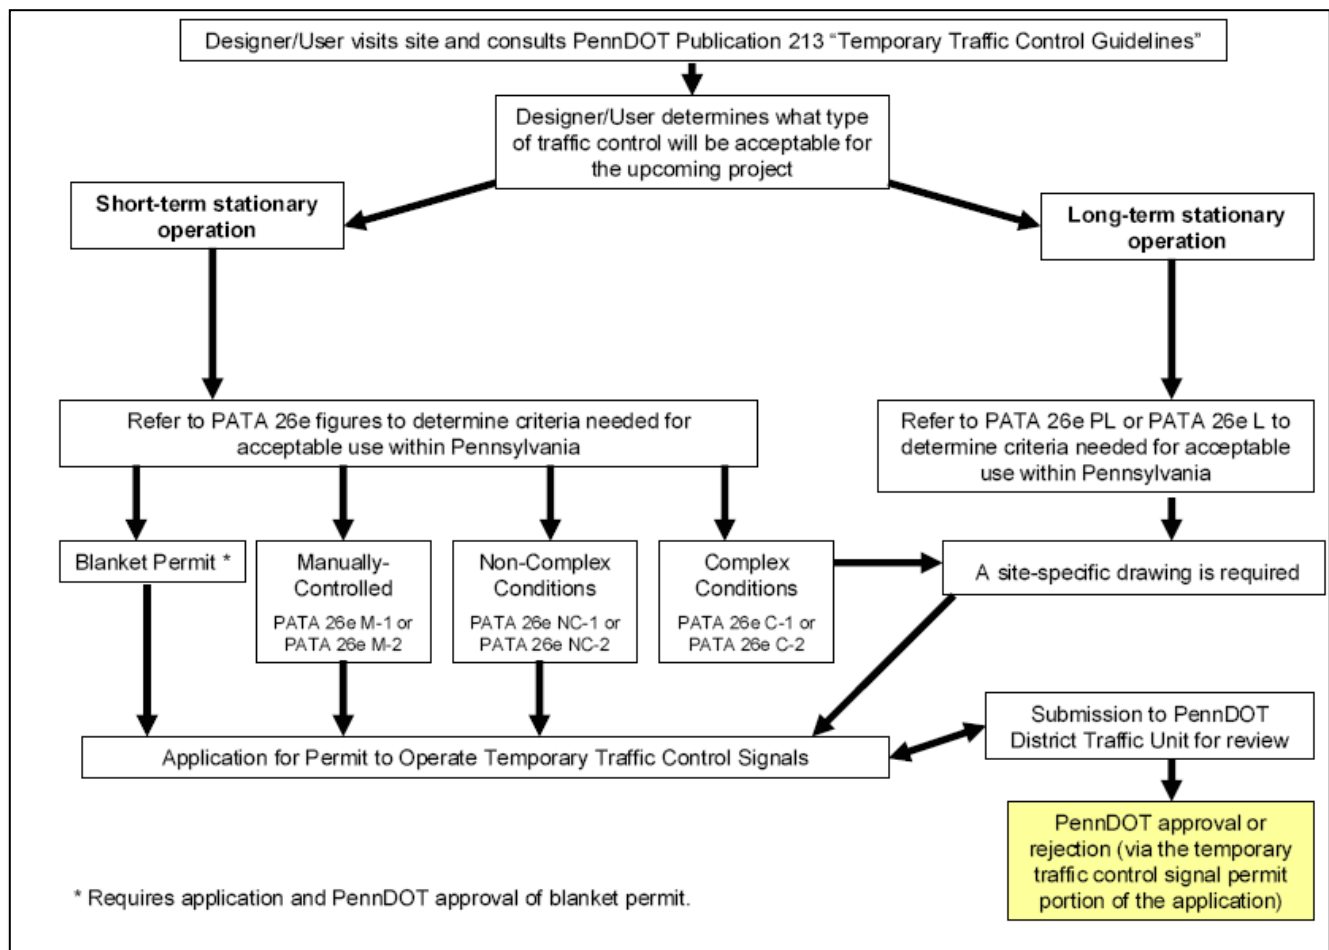 Designer/User visits site and consults PennDOT Publication 213 “Temporary Traffic Control Guidelines”
Designer/User determines what type
of traffic control will be acceptable for
the upcoming project
Short-term stationary
operation
Long-term stationary
operation
Refer to PATA 26e figures to determine criteria needed for
acceptable use within Pennsylvania
Refer to PATA 26e PL or PATA 26e L to
determine criteria needed for acceptable
use within Pennsylvania
Blanket Permit *
Manually-
Controlled
PATA 26e M-1 or
PATA 26e M-2
Non-Complex
Conditions
PATA 26e NC-1 or
PATA 26e NC-2
Complex
Conditions
PATA 26e C-1 or
PATA 26e C-2
A site-specific drawing is required
Application for Permit to Operate Temporary Traffic Control Signals
Submission to PennDOT
District Traffic Unit for review
PennDOT approval or
rejection (via the temporary
traffic control signal permit
portion of the application)
* Requires application and PennDOT approval of blanket permit.